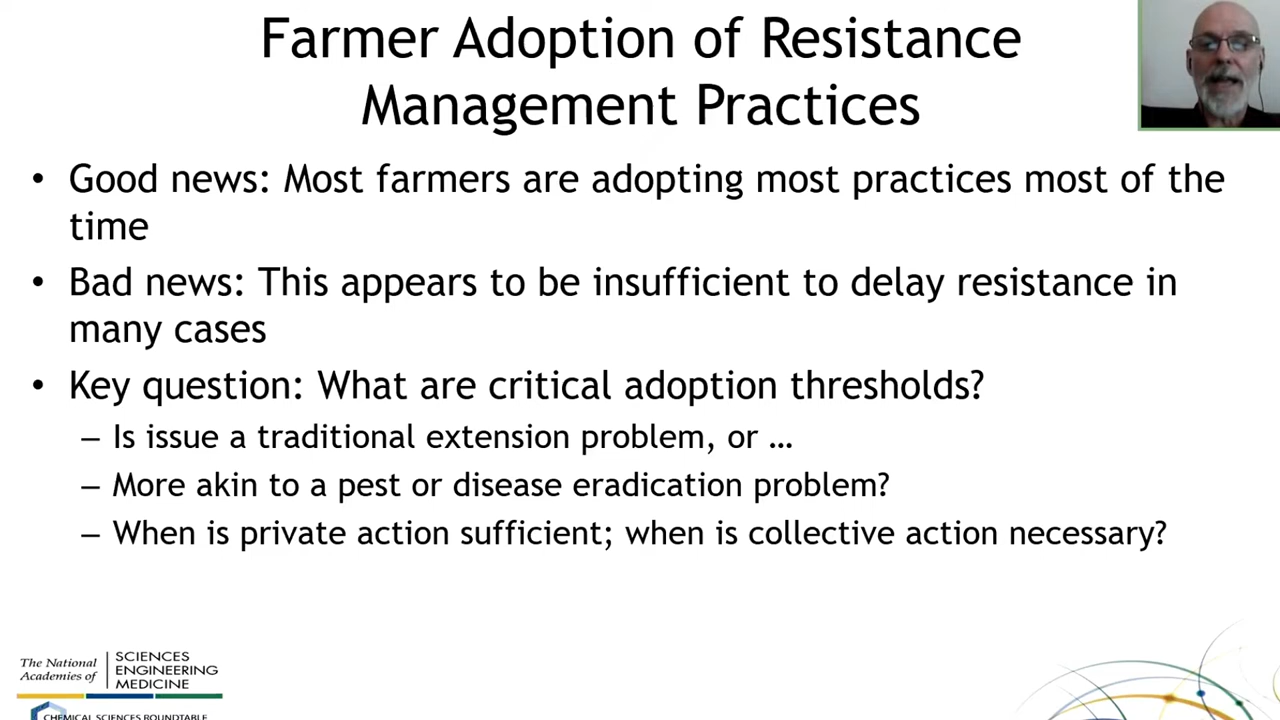 Farmer Adoption of Resistance
Management Practices
• Good news: Most farmers are adopting most practices most of the
time
• Bad news: This appears to be insufficient to delay resistance in
many cases
• Key question: What are critical adoption thresholds?
– Is issue a traditional extension problem, or …
– More akin to a pest or disease eradication problem?
– When is private action sufficient; when is collective action necessary?
The National
Academies of
SCIENCES
ENGINEERING
MEDICINE
CHEMICAL SCIENCES ROUNDTABLE